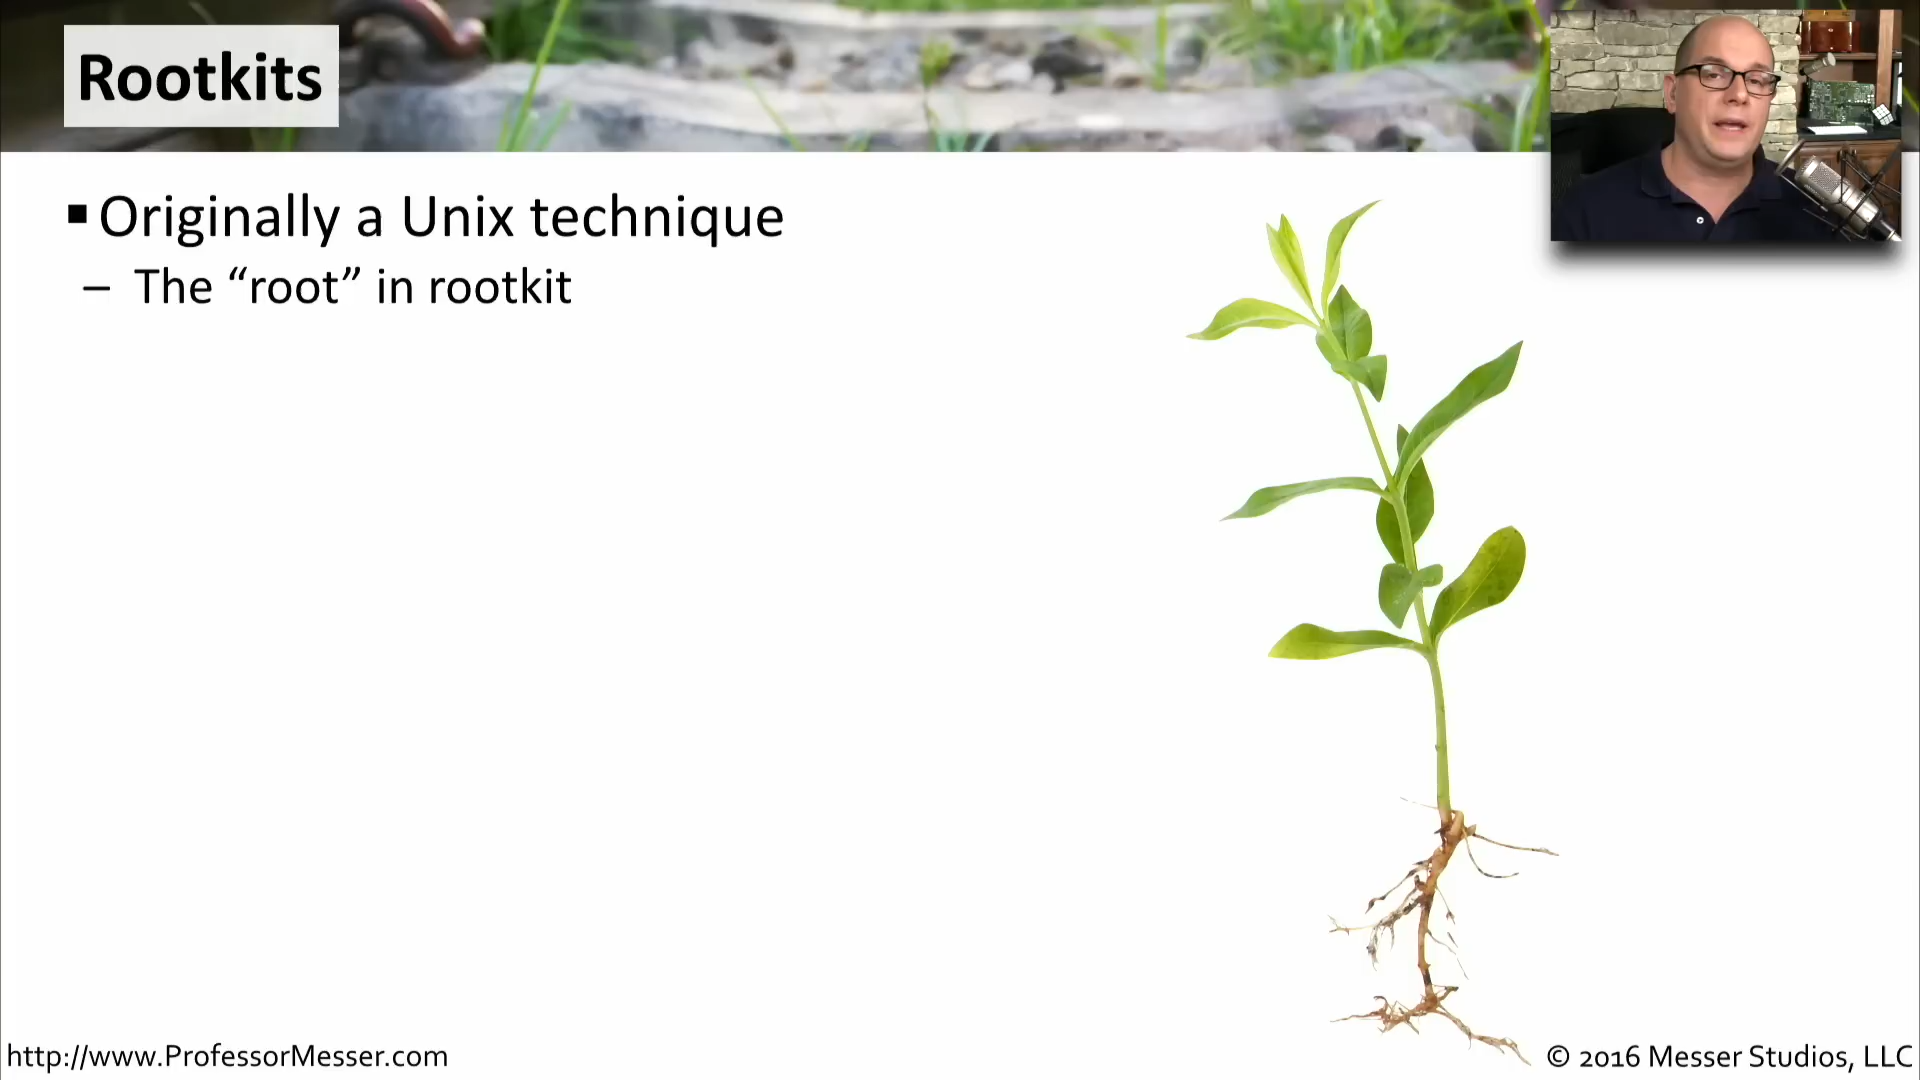 Rootkits
▪ Originally a Unix technique
– The “root” in rootkit
http://www.ProfessorMesser.com
© 2016 Messer Studios, LLC